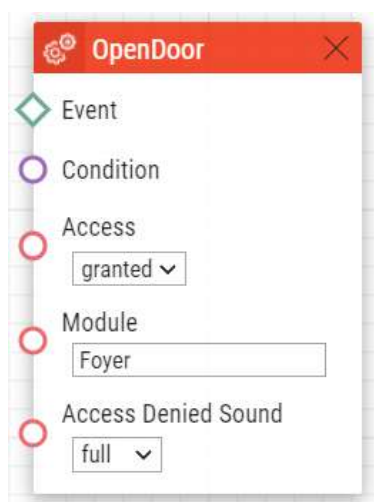 OpenDoor
Event
Condition
Access
granted
Module
Foyer
Access Denied Sound
full